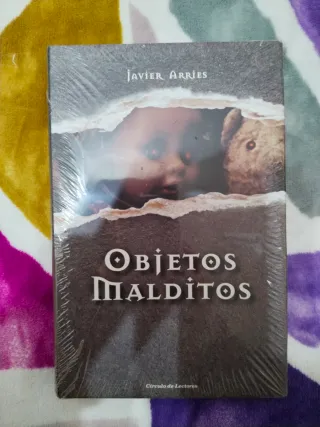 Javier Arries
Objetos
Malditos
Círculo de Lectores